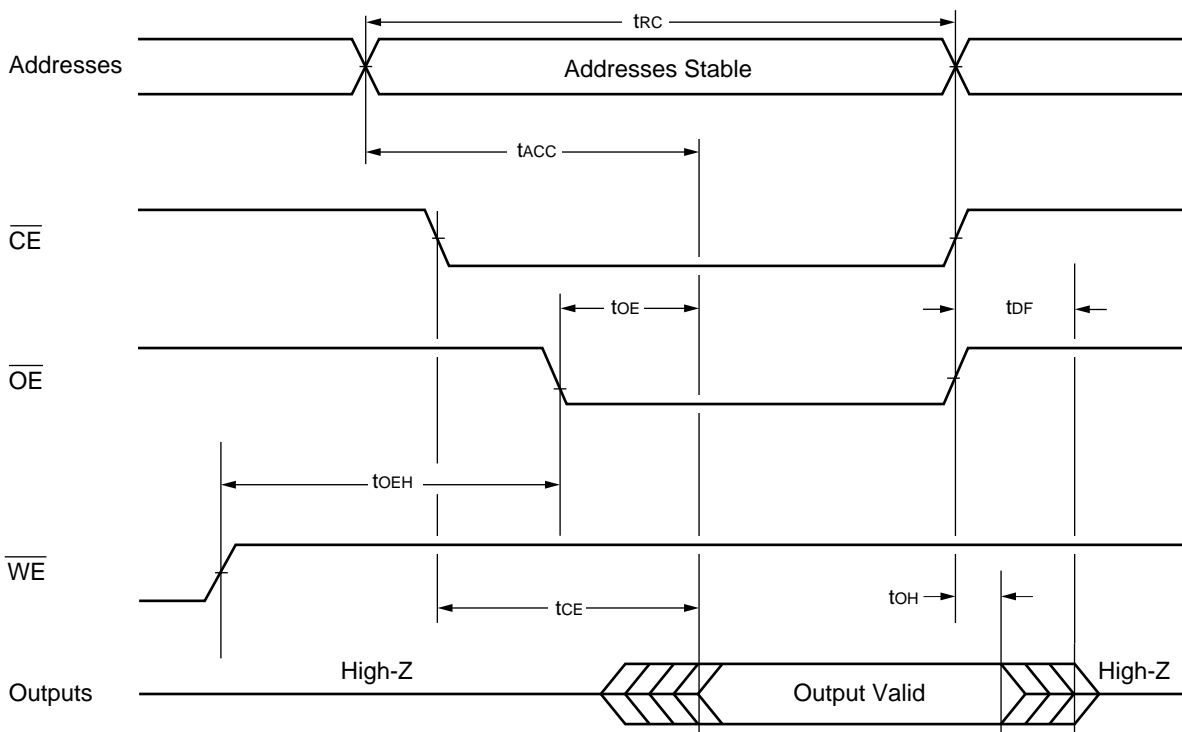 tRC
Addresses
Addresses Stable
tACC
CE
tOE
tDF
OE
tOEH
WE
tCE
tOH
High-Z
High-Z
Outputs
Output Valid